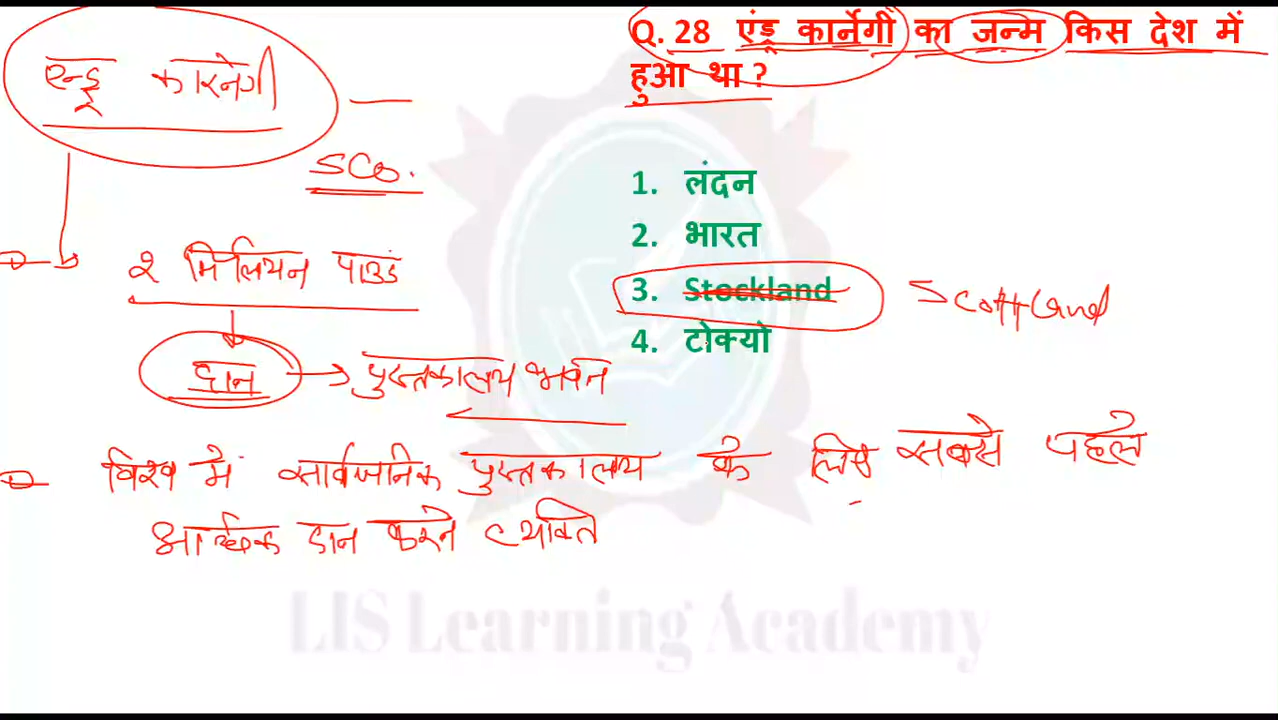 Q. 28 एंड्रू कार्नेगी का जन्म किस देश में
हुआ था ?
1. लंदन
2. भारत
3. Stockland
4. टोक्यो
Scottland
एन्ड्रू कारनेगी
SCo.
२ मिलियन पाउंड
दान → पुस्तकालय भवन
विश्व में सार्वजनिक पुस्तकालय के लिए सबसे पहले
आर्थिक दान करने व्यक्ति
LIS Learning Academy